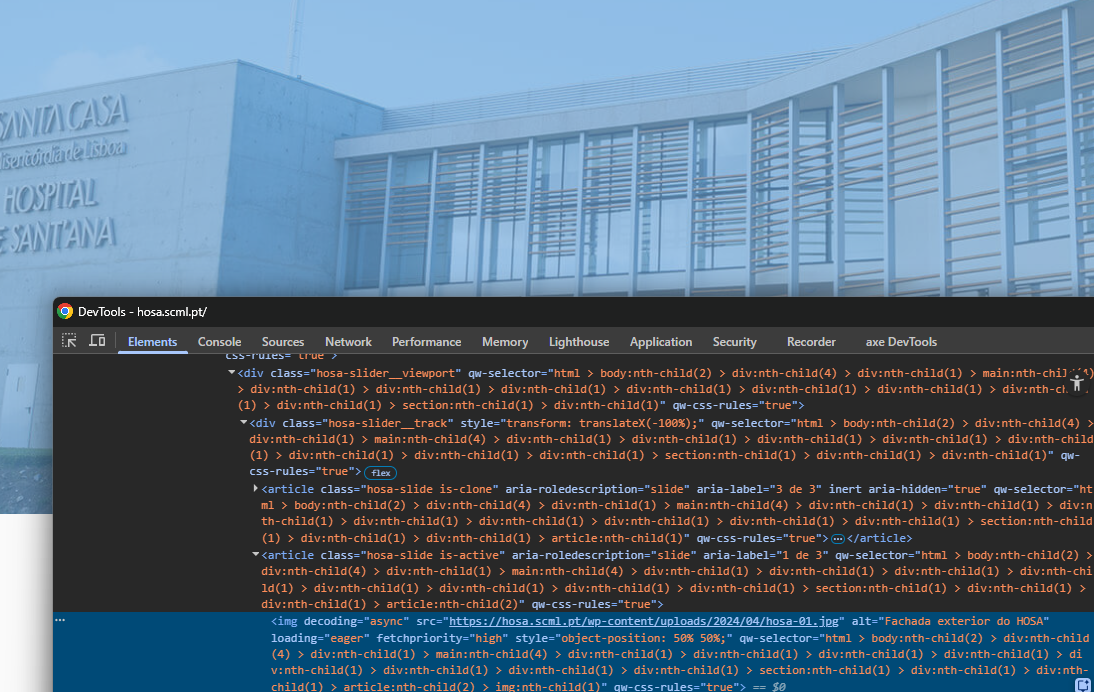 SANTA CASA
Misericórdia de Lisboa
HOSPITAL
DE SANT'ANA
DevTools - hosa.scml.pt/
Elements Console Sources Network Performance Memory Lighthouse Application Security Recorder axe DevTools
css-rules="true">
<div class="hosa-slider__viewport" qw-selector="html > body:nth-child(2) > div:nth-child(4) > div:nth-child(1) > main:nth-child(4)
> div:nth-child(1) > div:nth-child(1) > div:nth-child(1) > div:nth-child(1) > div:nth-child(1) > div:nth-child(1) > div:nth-c
(1) > div:nth-child(1) > section:nth-child(1) > div:nth-child(1)" qw-css-rules="true">
<div class="hosa-slider__track" style="transform: translateX(-100%);" qw-selector="html > body:nth-child(2) > div:nth-child(4) >
div:nth-child(1) > main:nth-child(4) > div:nth-child(1) > div:nth-child(1) > div:nth-child(1) > div:nth-child(1) > div:nth-child
(1) > div:nth-child(1) > div:nth-child(1) > div:nth-child(1) > section:nth-child(1) > div:nth-child(1) > div:nth-child(1)" qw-
css-rules="true"> flex
<article class="hosa-slide is-clone" aria-roledescription="slide" aria-label="3 de 3" inert aria-hidden="true" qw-selector="ht
ml > body:nth-child(2) > div:nth-child(4) > div:nth-child(1) > main:nth-child(4) > div:nth-child(1) > div:nth-child(1) > div:n
th-child(1) > div:nth-child(1) > div:nth-child(1) > div:nth-child(1) > div:nth-child(1) > div:nth-child(1) > section:nth-child
(1) > div:nth-child(1) > div:nth-child(1) > article:nth-child(1)" qw-css-rules="true"> … </article>
<article class="hosa-slide is-active" aria-roledescription="slide" aria-label="1 de 3" qw-selector="html > body:nth-child(2) >
div:nth-child(4) > div:nth-child(1) > main:nth-child(4) > div:nth-child(1) > div:nth-child(1) > div:nth-child(1) > div:nth-chi
ld(1) > div:nth-child(1) > div:nth-child(1) > div:nth-child(1) > div:nth-child(1) > section:nth-child(1) > div:nth-child(1) >
div:nth-child(1) > article:nth-child(2)" qw-css-rules="true">
<img decoding="async" src="https://hosa.scml.pt/wp-content/uploads/2024/04/hosa-01.jpg" alt="Fachada exterior do HOSA"
loading="eager" fetchpriority="high" style="object-position: 50% 50%;" qw-selector="html > body:nth-child(2) > div:nth-child
(4) > div:nth-child(1) > main:nth-child(4) > div:nth-child(1) > div:nth-child(1) > div:nth-child(1) > div:nth-child(1) > di
v:nth-child(1) > div:nth-child(1) > div:nth-child(1) > div:nth-child(1) > section:nth-child(1) > div:nth-child(1) > div:nth-
child(1) > article:nth-child(2) > img:nth-child(1)" qw-css-rules="true"> == $0